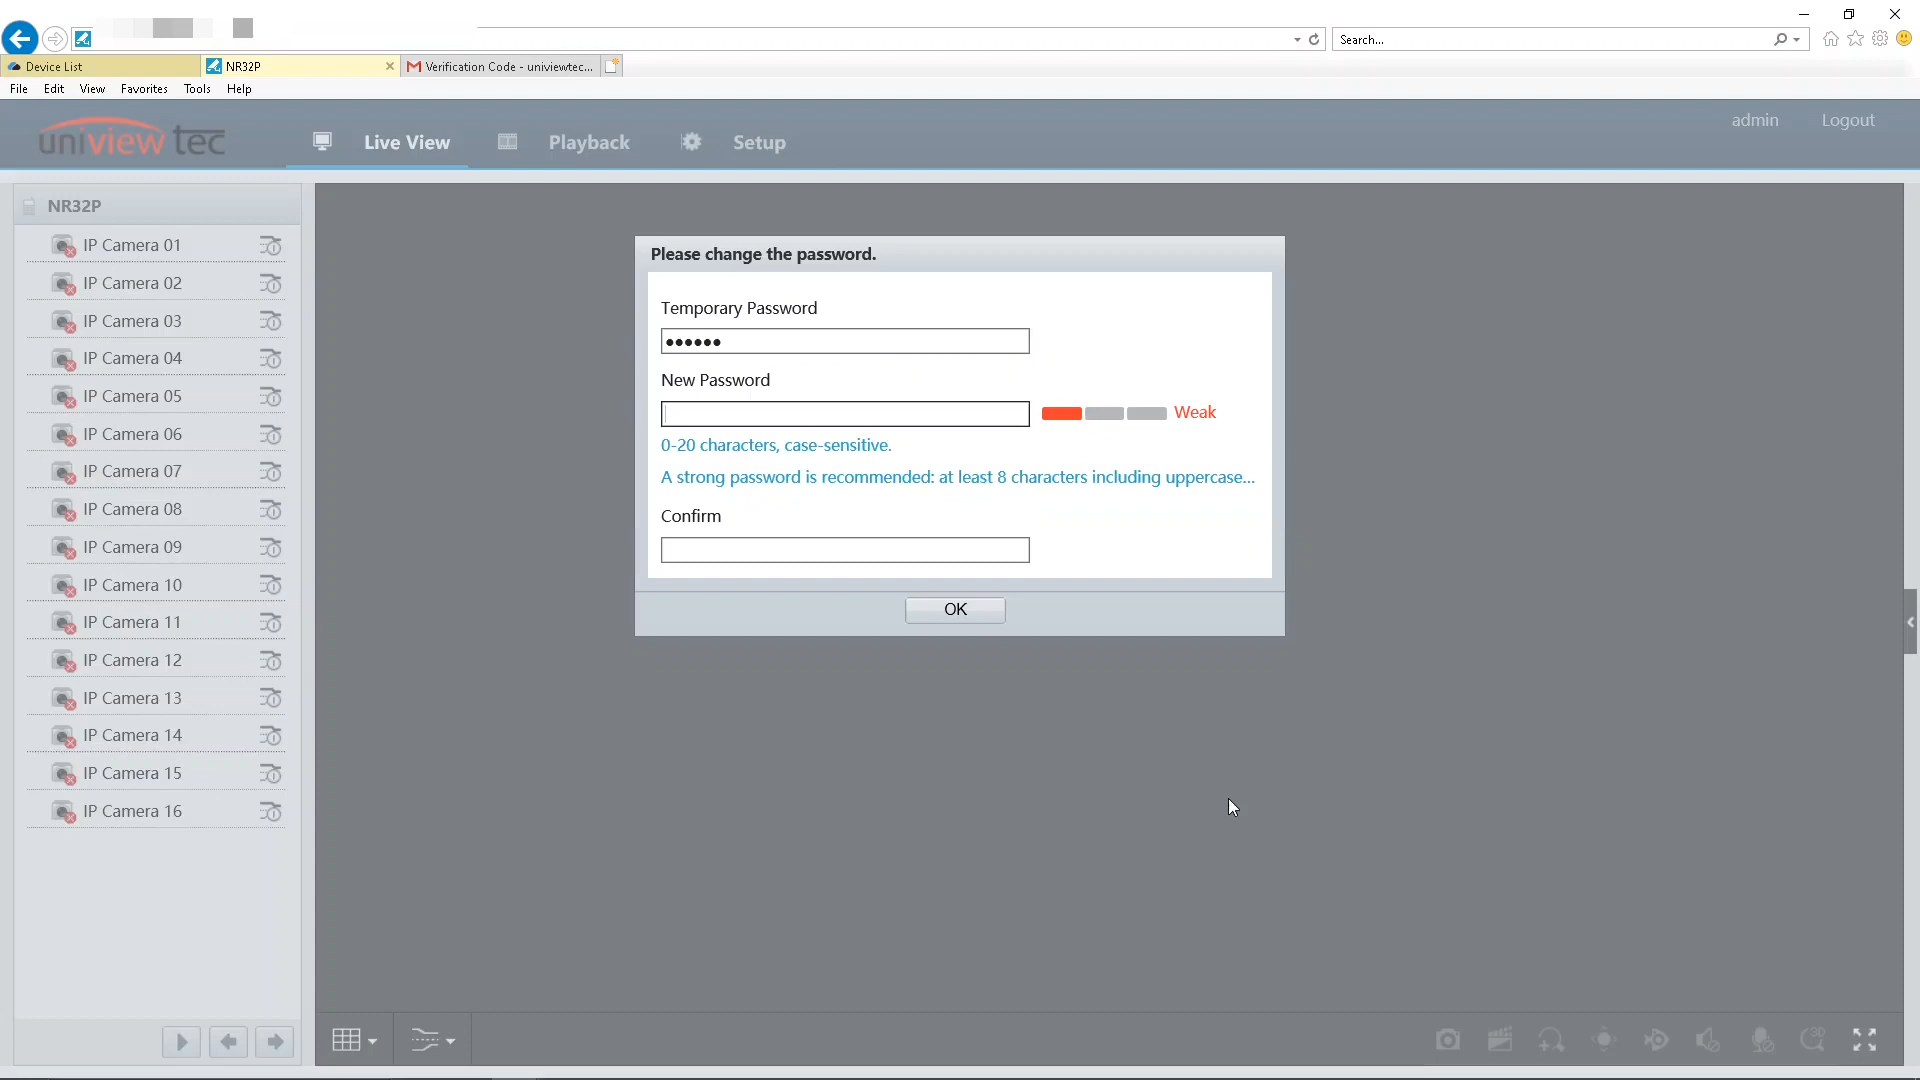 Search...
Device List
NR32P
Verification Code - univiewtec...
File Edit View Favorites Tools Help
uniview tec
Live View
Playback
Setup
admin
Logout
NR32P
IP Camera 01
IP Camera 02
IP Camera 03
IP Camera 04
IP Camera 05
IP Camera 06
IP Camera 07
IP Camera 08
IP Camera 09
IP Camera 10
IP Camera 11
IP Camera 12
IP Camera 13
IP Camera 14
IP Camera 15
IP Camera 16
Please change the password.
Temporary Password
••••••
New Password
Weak
0-20 characters, case-sensitive.
A strong password is recommended: at least 8 characters including uppercase...
Confirm
OK
3D